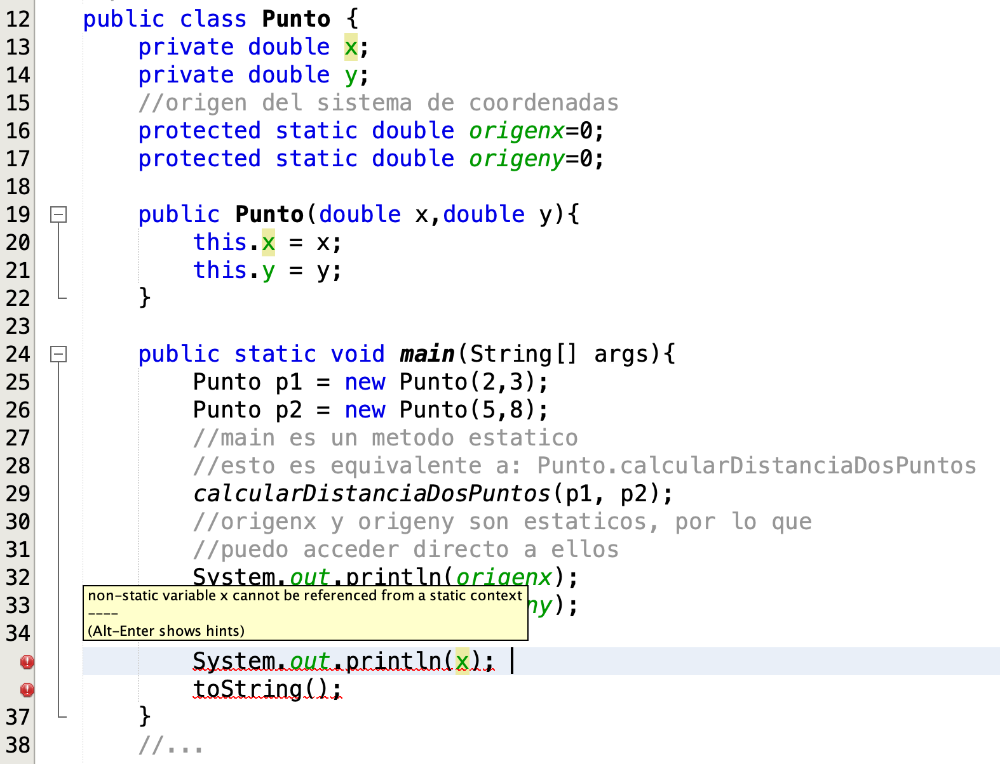 12 public class Punto {
13 private double x;
14 private double y;
15 //origen del sistema de coordenadas
16 protected static double origenx=0;
17 protected static double origeny=0;
18
19 public Punto(double x,double y){
20 this.x = x;
21 this.y = y;
22 }
23
24 public static void main(String[] args){
25 Punto p1 = new Punto(2,3);
26 Punto p2 = new Punto(5,8);
27 //main es un metodo estatico
28 //esto es equivalente a: Punto.calcularDistanciaDosPuntos
29 calcularDistanciaDosPuntos(p1, p2);
30 //origenx y origeny son estaticos, por lo que
31 //puedo acceder directo a ellos
32 System.out.println(origenx);
non-static variable x cannot be referenced from a static context
33 ny);
----
34 (Alt-Enter shows hints)
System.out.println(x);
toString();
37 }
38 //...